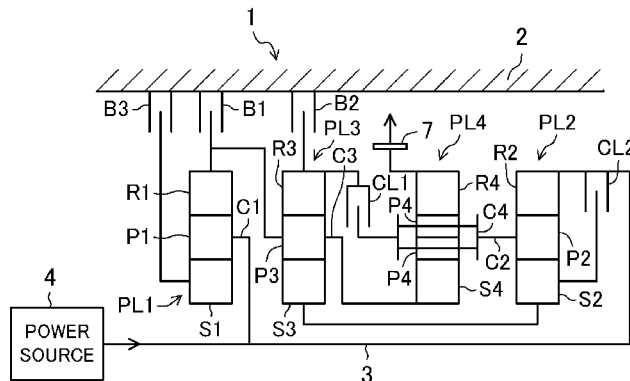 1
2
B3
B1
B2
PL3
7
PL4
PL2
R3
C3
R2
CL2
R1
CL1
R4
P4
C1
C4
P1
P2
4
P3
P4
C2
PL1
S1
S3
S4
S2
POWER
SOURCE
3